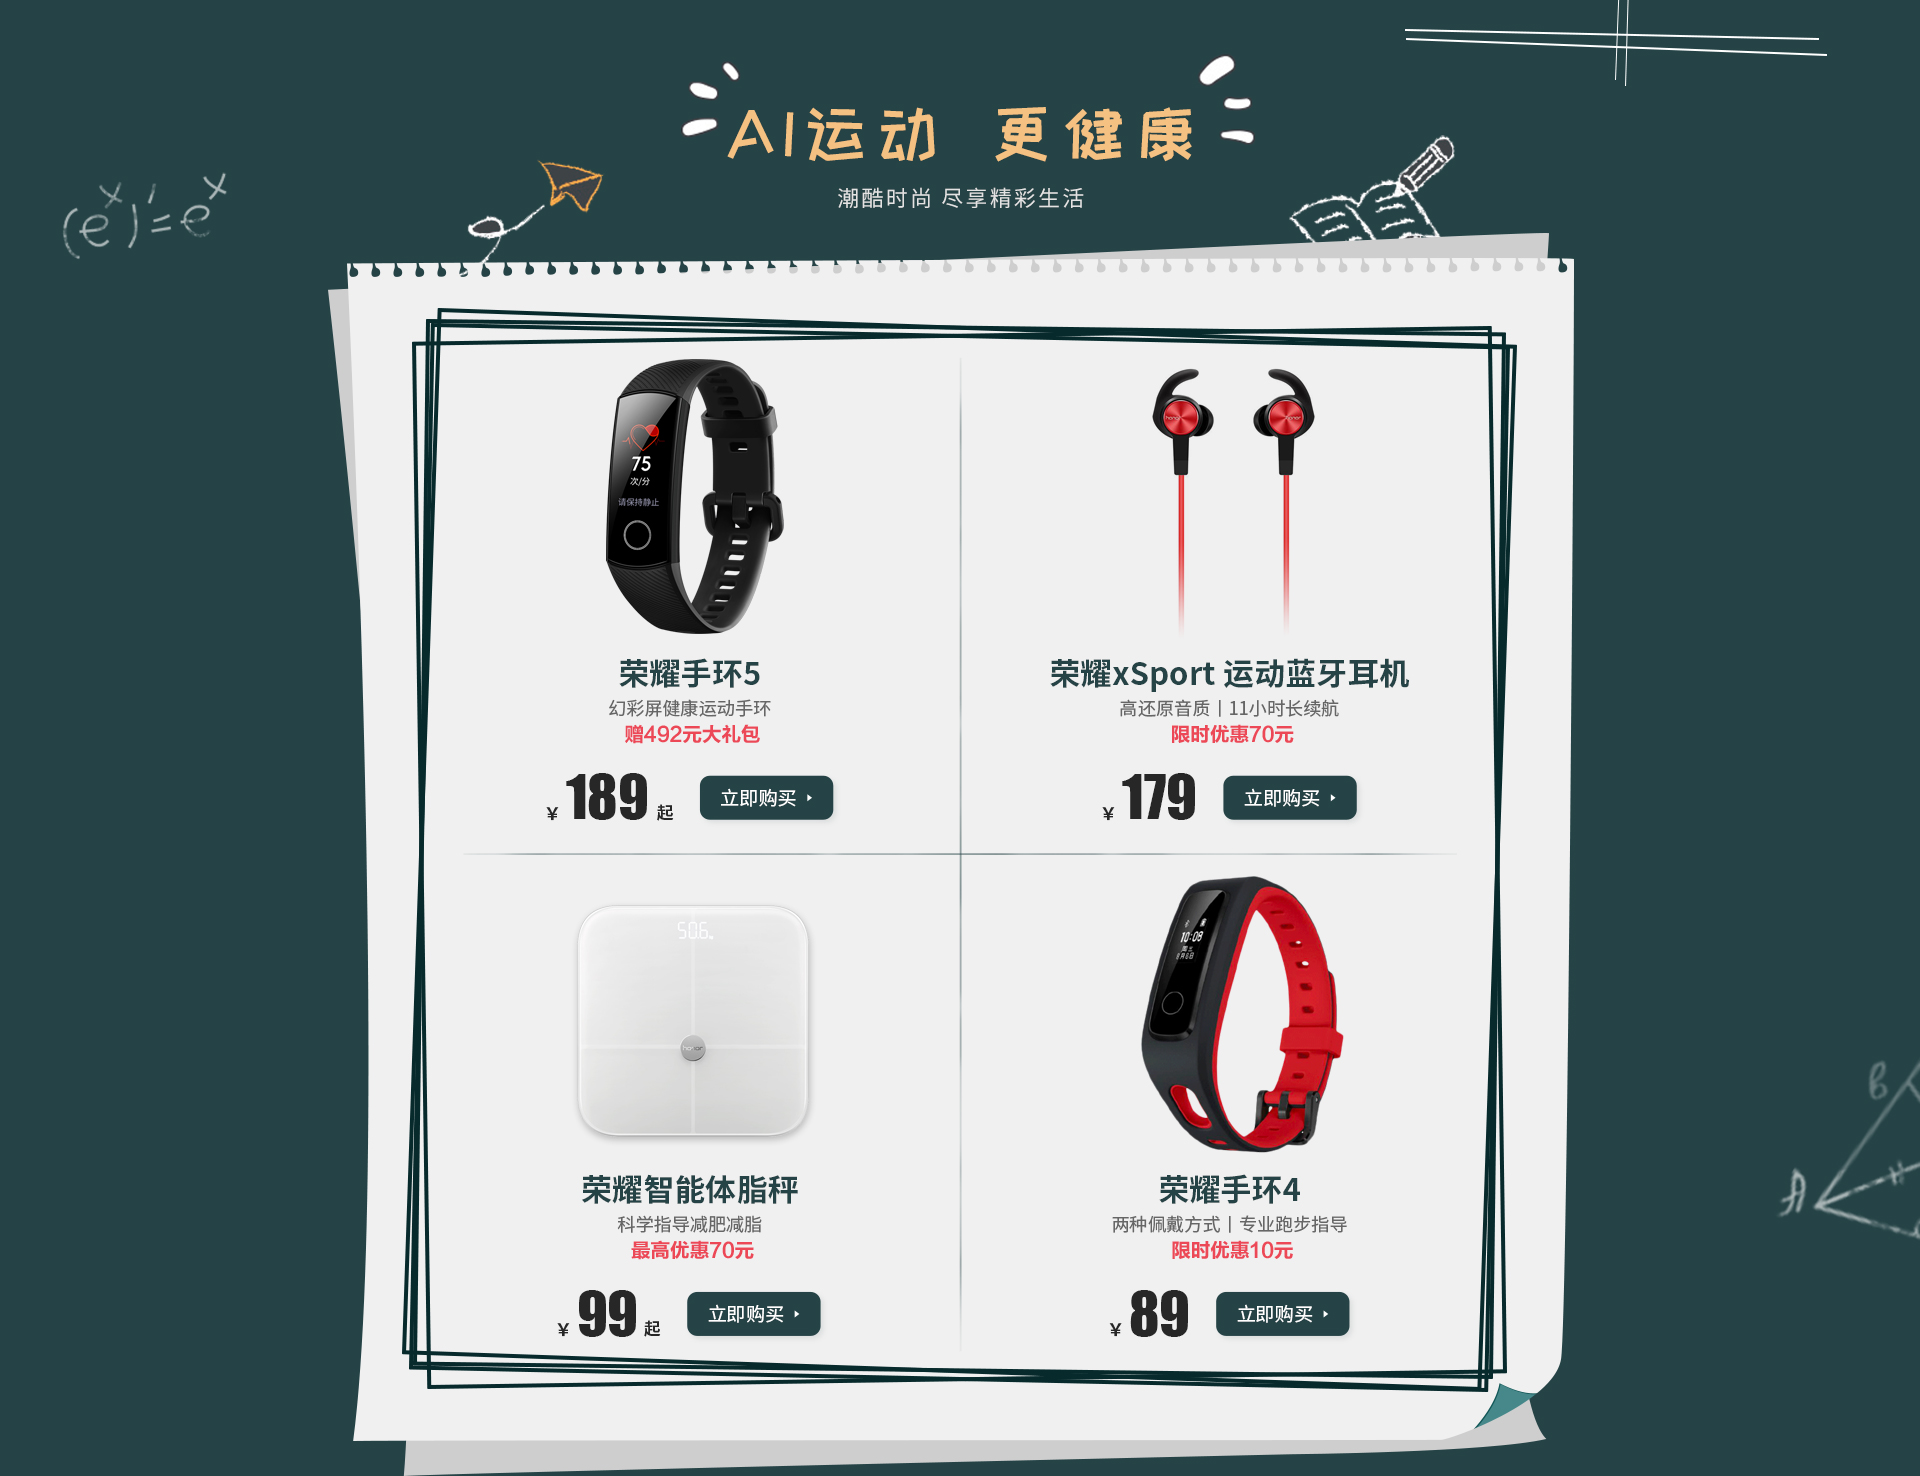 AI运动 更健康
潮酷时尚 尽享精彩生活
(e^x)'=e^x
75
次/分
请保持静止
honor
honor
荣耀手环5
幻彩屏健康运动手环
赠492元大礼包
¥ 189 起 立即购买
荣耀xSport 运动蓝牙耳机
高还原音质丨11小时长续航
限时优惠70元
¥ 179 立即购买
50.6
honor
荣耀智能体脂秤
科学指导减肥减脂
最高优惠70元
¥ 99 起 立即购买
10:08
荣耀手环4
两种佩戴方式丨专业跑步指导
限时优惠10元
¥ 89 立即购买
B
A
H